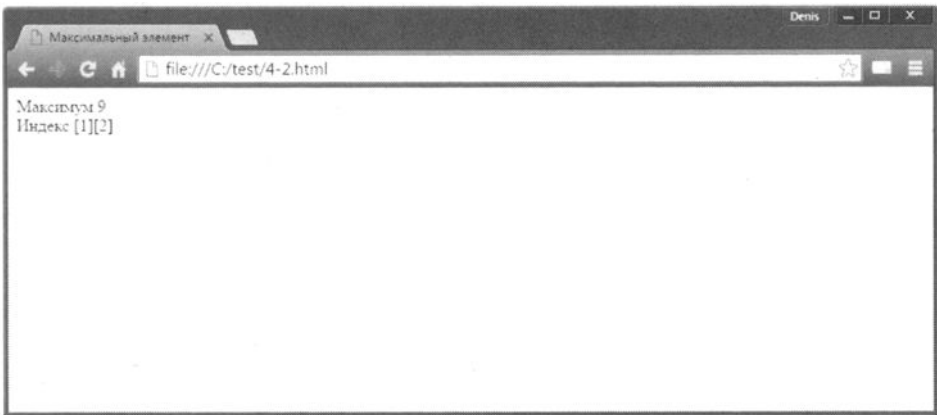 Denis
Максимальный элемент
file:///C:/test/4-2.html
Максимум 9
Индекс [1][2]